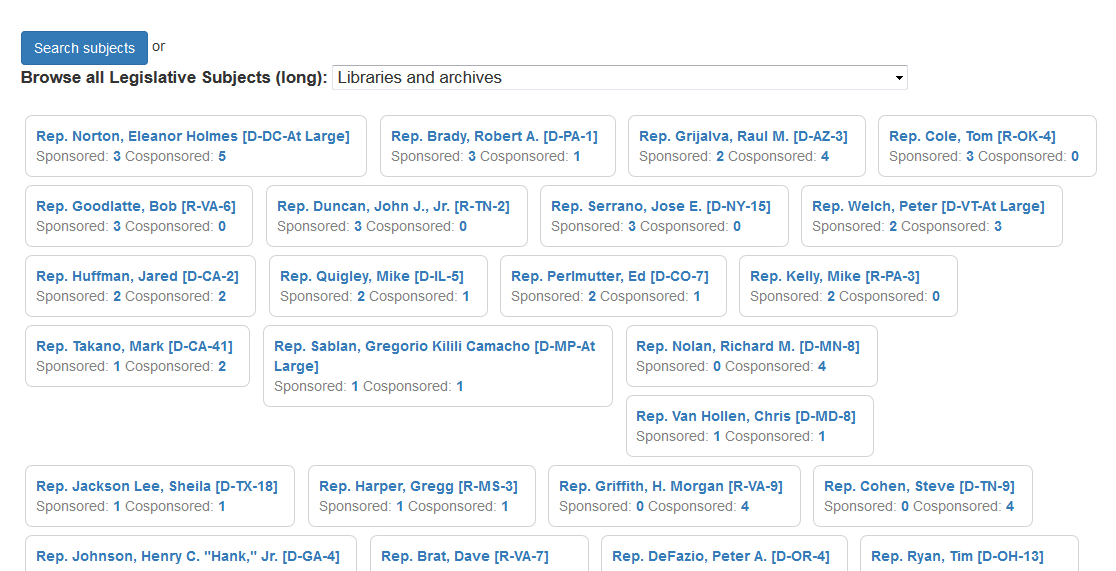 Search subjects or
Browse all Legislative Subjects (long): Libraries and archives
Rep. Norton, Eleanor Holmes [D-DC-At Large]
Sponsored: 3 Cosponsored: 5
Rep. Brady, Robert A. [D-PA-1]
Sponsored: 3 Cosponsored: 1
Rep. Grijalva, Raul M. [D-AZ-3]
Sponsored: 2 Cosponsored: 4
Rep. Cole, Tom [R-OK-4]
Sponsored: 3 Cosponsored: 0
Rep. Goodlatte, Bob [R-VA-6]
Sponsored: 3 Cosponsored: 0
Rep. Duncan, John J., Jr. [R-TN-2]
Sponsored: 3 Cosponsored: 0
Rep. Serrano, Jose E. [D-NY-15]
Sponsored: 3 Cosponsored: 0
Rep. Welch, Peter [D-VT-At Large]
Sponsored: 2 Cosponsored: 3
Rep. Huffman, Jared [D-CA-2]
Sponsored: 2 Cosponsored: 2
Rep. Quigley, Mike [D-IL-5]
Sponsored: 2 Cosponsored: 1
Rep. Perlmutter, Ed [D-CO-7]
Sponsored: 2 Cosponsored: 1
Rep. Kelly, Mike [R-PA-3]
Sponsored: 2 Cosponsored: 0
Rep. Takano, Mark [D-CA-41]
Sponsored: 1 Cosponsored: 2
Rep. Sablan, Gregorio Kilili Camacho [D-MP-At
Large]
Sponsored: 1 Cosponsored: 1
Rep. Nolan, Richard M. [D-MN-8]
Sponsored: 0 Cosponsored: 4
Rep. Van Hollen, Chris [D-MD-8]
Sponsored: 1 Cosponsored: 1
Rep. Jackson Lee, Sheila [D-TX-18]
Sponsored: 1 Cosponsored: 1
Rep. Harper, Gregg [R-MS-3]
Sponsored: 1 Cosponsored: 1
Rep. Griffith, H. Morgan [R-VA-9]
Sponsored: 0 Cosponsored: 4
Rep. Cohen, Steve [D-TN-9]
Sponsored: 0 Cosponsored: 4
Rep. Johnson, Henry C. "Hank," Jr. [D-GA-4]
Rep. Brat, Dave [R-VA-7]
Rep. DeFazio, Peter A. [D-OR-4]
Rep. Ryan, Tim [D-OH-13]